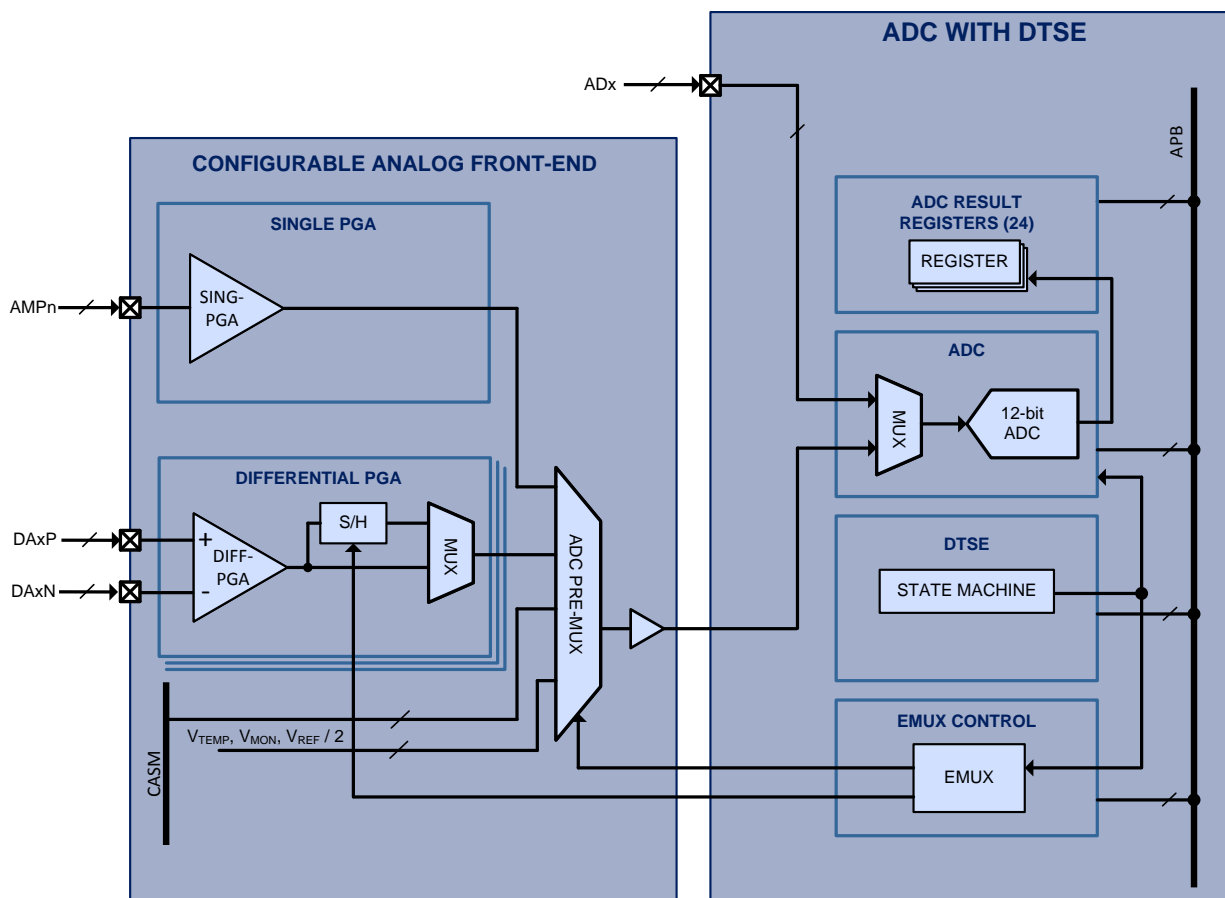 ADC WITH DTSE
ADx
APB
CONFIGURABLE ANALOG FRONT-END
SINGLE PGA
SING-
PGA
AMPn
ADC RESULT
REGISTERS (24)
REGISTER
ADC
MUX
12-bit
ADC
DIFFERENTIAL PGA
S/H
DAxP
+
DIFF-
PGA
-
DAxN
MUX
ADC PRE-MUX
DTSE
STATE MACHINE
EMUX CONTROL
EMUX
VTEMP, VMON, VREF / 2
CASM